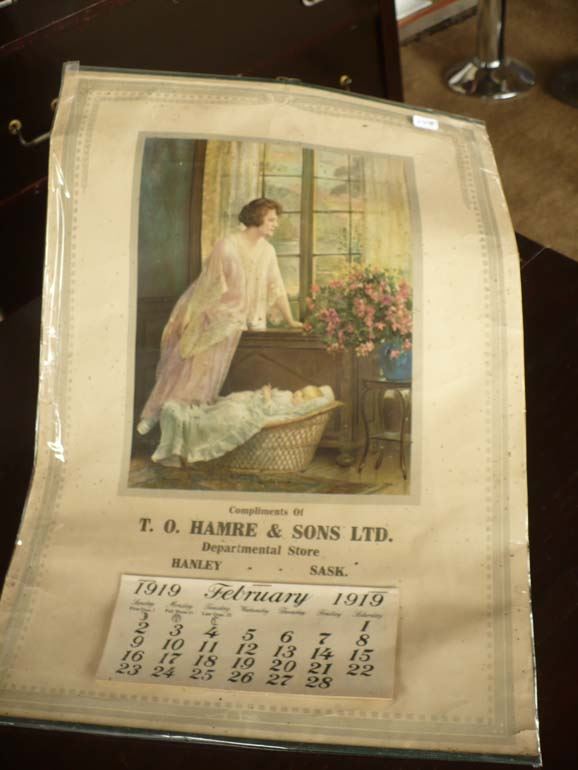 Compliments Of
T. O. HAMRE & SONS LTD.
Departmental Store
HANLEY - - SASK.
1919 February 1919
Sunday Monday Tuesday Wednesday Thursday Saturday
1
2 3 4 5 6 7 8
9 10 11 12 13 14 15
16 17 18 19 20 21 22
23 24 25 26 27 28